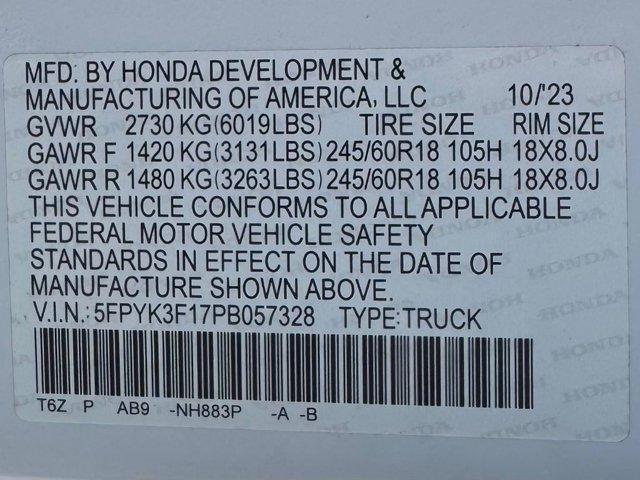 MFD. BY HONDA DEVELOPMENT &
MANUFACTURING OF AMERICA, LLC 10/'23
GVWR 2730 KG(6019LBS) TIRE SIZE RIM SIZE
GAWR F 1420 KG(3131LBS) 245/60R18 105H 18X8.0J
GAWR R 1480 KG(3263LBS) 245/60R18 105H 18X8.0J
THIS VEHICLE CONFORMS TO ALL APPLICABLE
FEDERAL MOTOR VEHICLE SAFETY
STANDARDS IN EFFECT ON THE DATE OF
MANUFACTURE SHOWN ABOVE.
V.I.N.: 5FPYK3F17PB057328 TYPE: TRUCK
T6Z P AB9 -NH883P -A -B